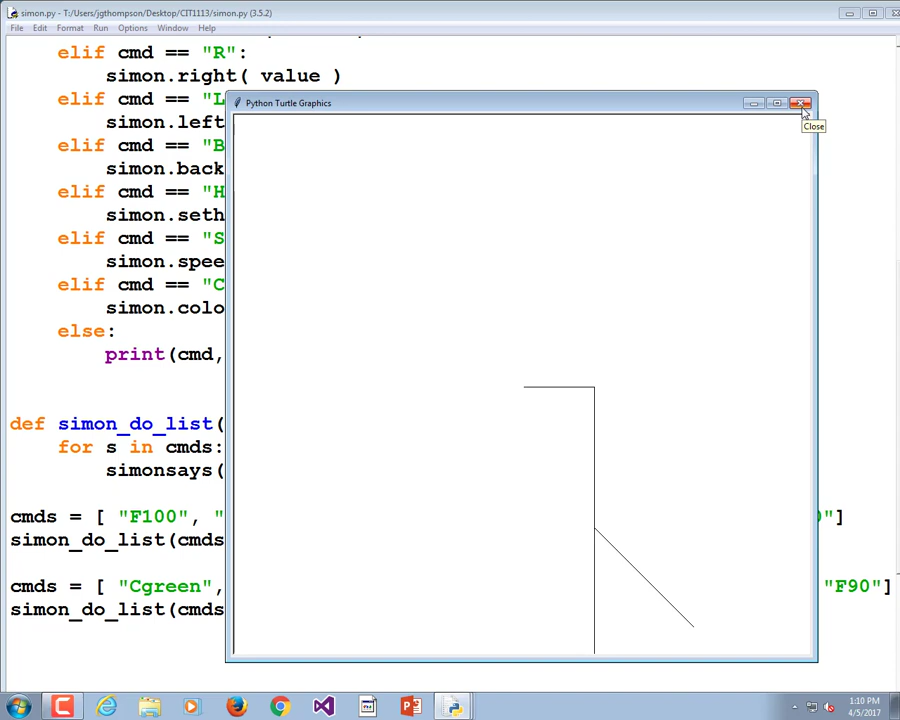 simon.py - T:/Users/jgthompson/Desktop/CIT1113/simon.py (3.5.2)
File Edit Format Run Options Window Help
elif cmd == "R":
simon.right( value )
elif cmd == "L
simon.left
elif cmd == "B
simon.back
elif cmd == "H
simon.seth
elif cmd == "S
simon.spee
elif cmd == "C
simon.colo
else:
print(cmd,
def simon_do_list(
for s in cmds:
simonsays(
cmds = [ "F100", " 0"]
simon_do_list(cmds
cmds = [ "Cgreen", "F90"]
simon_do_list(cmds
Python Turtle Graphics
Close
1:10 PM
4/5/2017